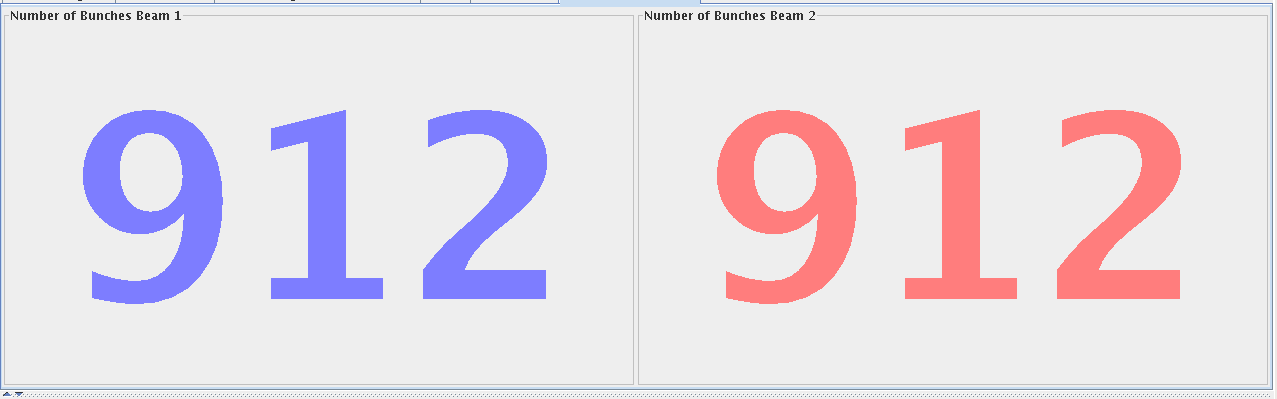 Number of Bunches Beam 1
912
Number of Bunches Beam 2
912